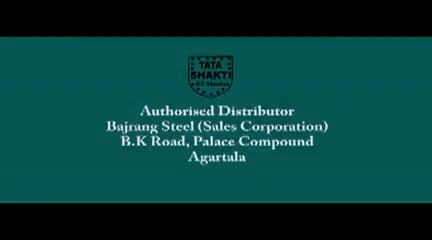 TATA
SHAKTI
Authorised Distributor
Bajrang Steel (Sales Corporation)
B.K Road, Palace Compound
Agartala